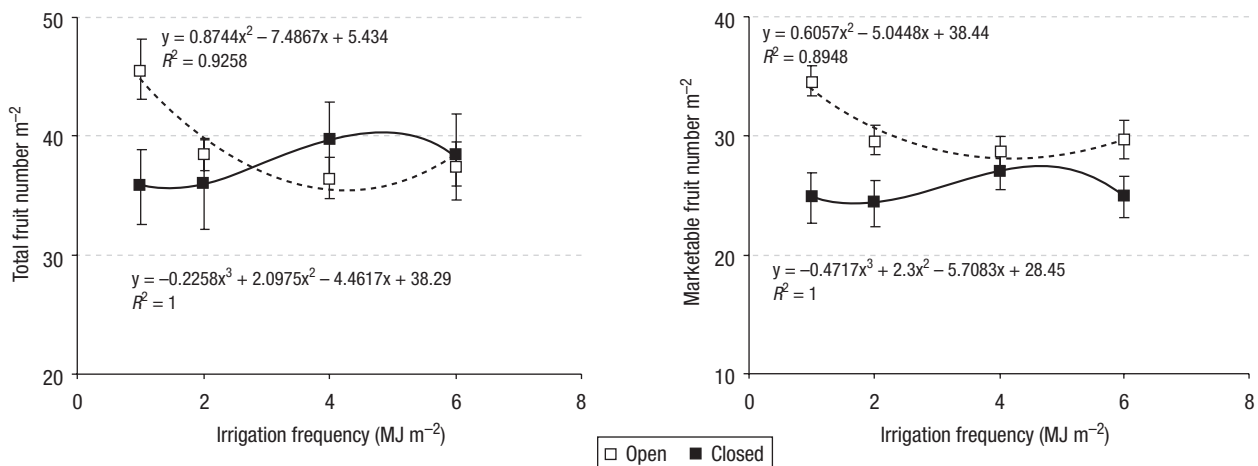 50
40
30
20
Total fruit number m⁻²
y = 0.8744x² – 7.4867x + 5.434
R² = 0.9258
y = –0.2258x³ + 2.0975x² – 4.4617x + 38.29
R² = 1
0 2 4 6 8
Irrigation frequency (MJ m⁻²)
40
30
20
10
Marketable fruit number m⁻²
y = 0.6057x² – 5.0448x + 38.44
R² = 0.8948
y = –0.4717x³ + 2.3x² – 5.7083x + 28.45
R² = 1
0 2 4 6 8
Irrigation frequency (MJ m⁻²)
Open Closed